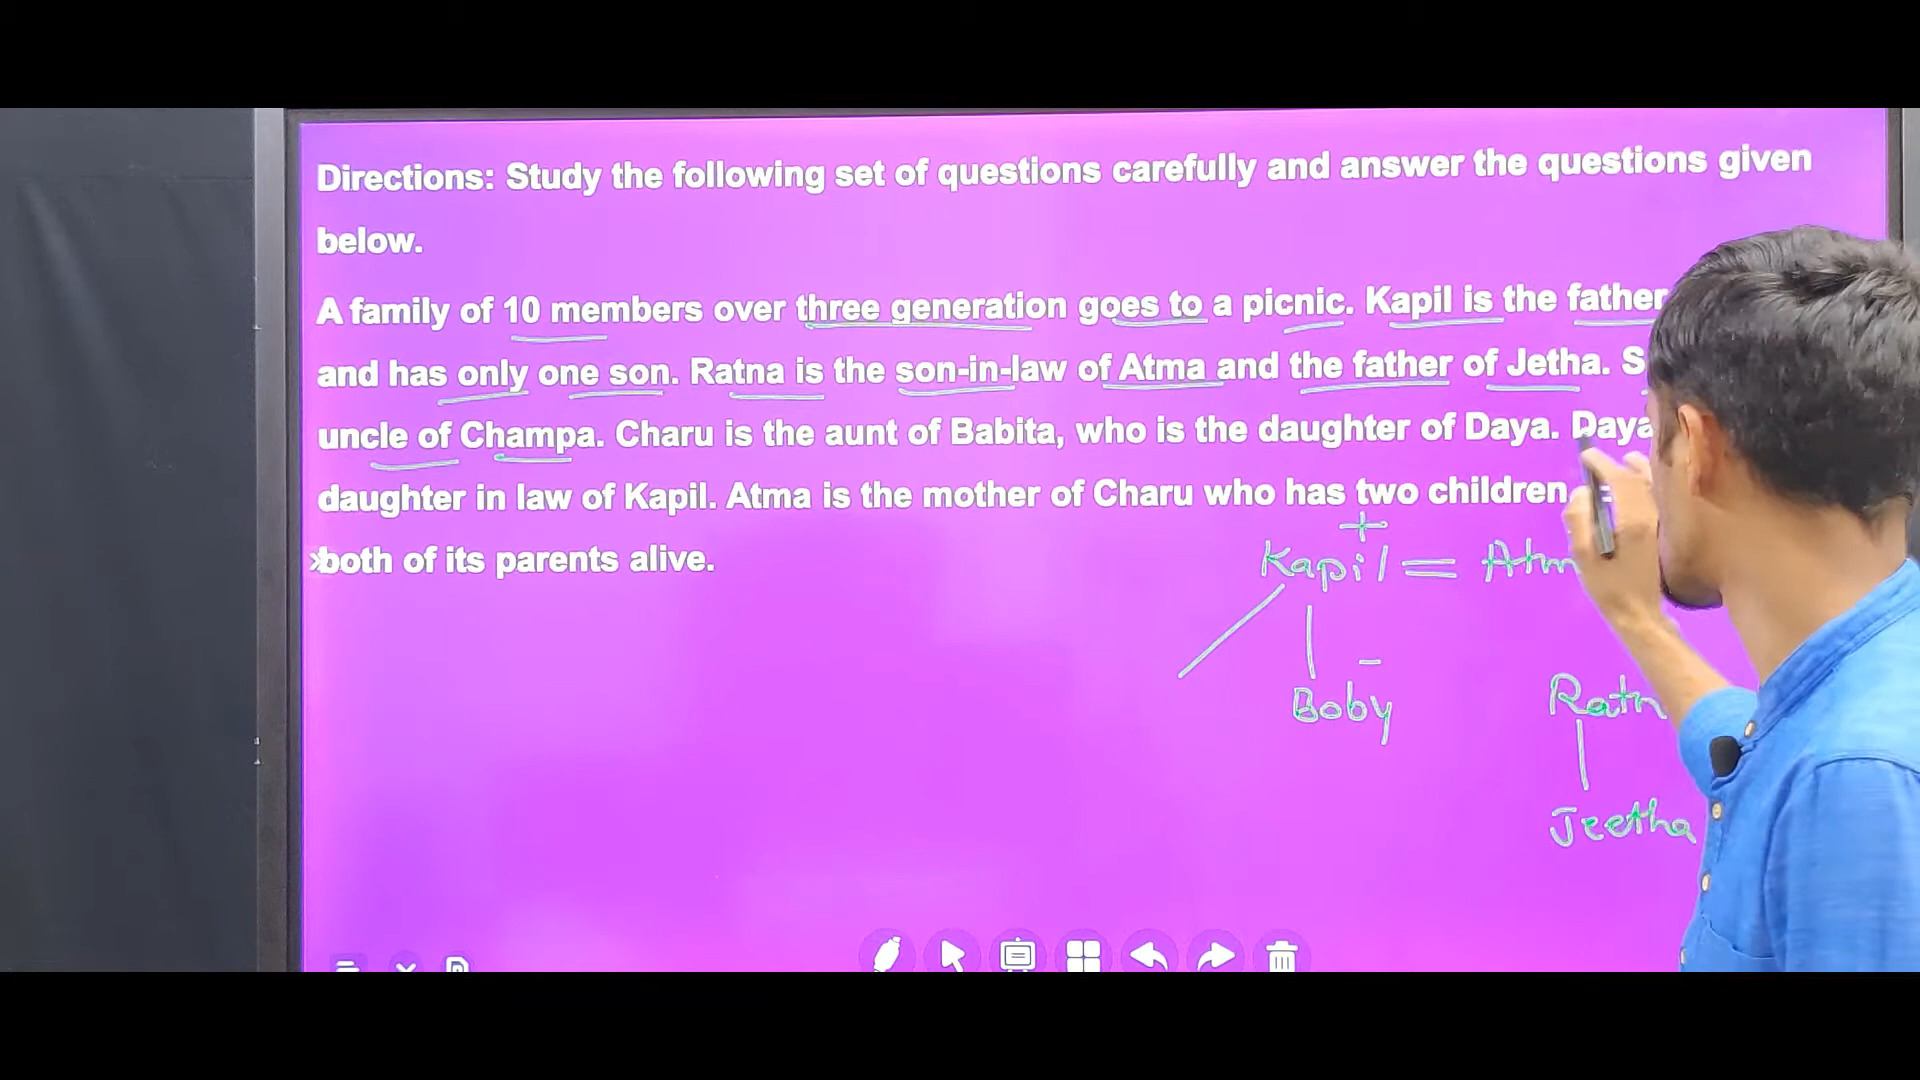 Directions: Study the following set of questions carefully and answer the questions given
below.
A family of 10 members over three generation goes to a picnic. Kapil is the father
and has only one son. Ratna is the son-in-law of Atma and the father of Jetha. S
uncle of Champa. Charu is the aunt of Babita, who is the daughter of Daya. Daya
daughter in law of Kapil. Atma is the mother of Charu who has two children
both of its parents alive.
+
Kapil = Atm
-
Boby
Ratn
Jeetha